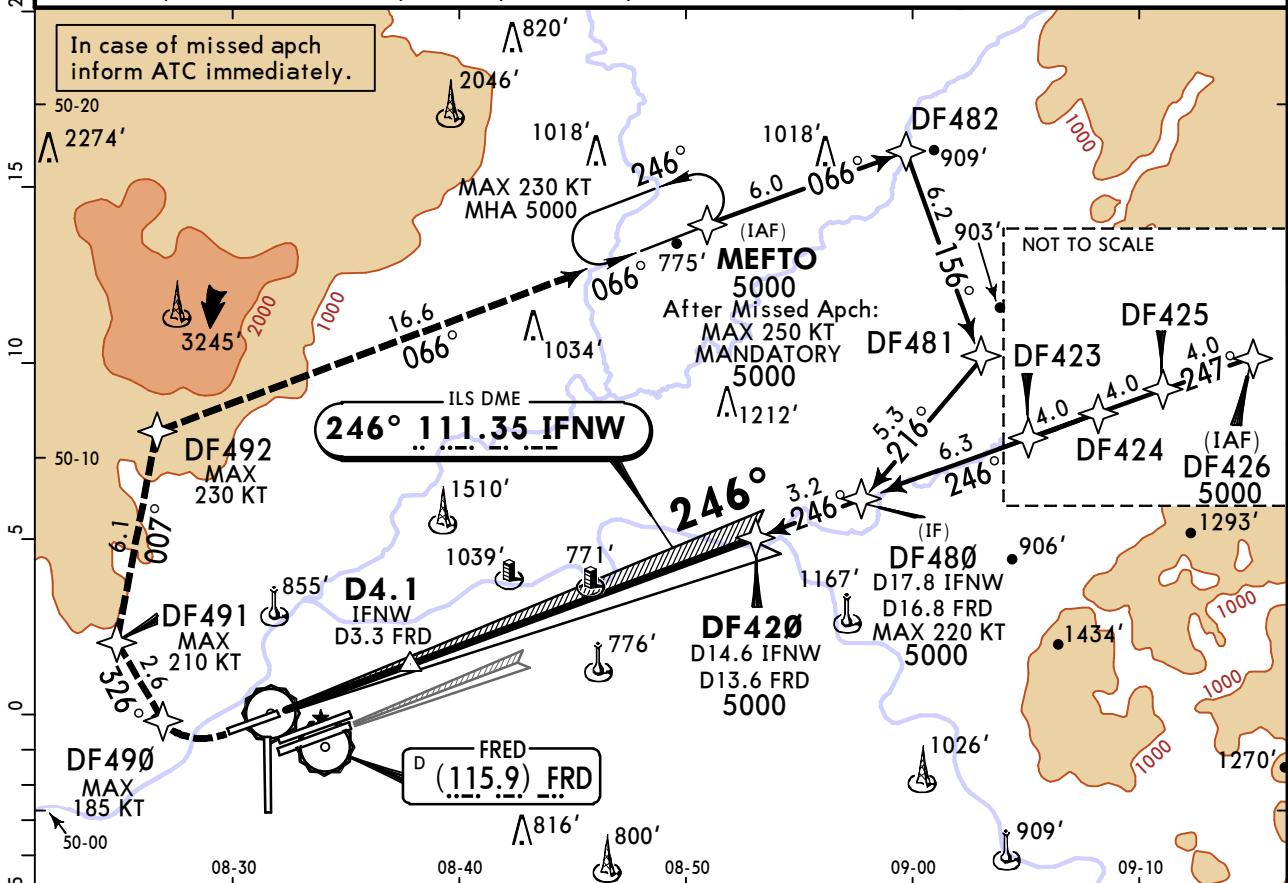 In case of missed apch
inform ATC immediately.
820'
2046'
50-20
2274'
1018'
1018'
DF482
909'
15
246°
MAX 230 KT
MHA 5000
6.0
066°
6.2
156°
903'
NOT TO SCALE
(IAF)
MEFTO
5000
775'
066°
After Missed Apch:
MAX 250 KT
MANDATORY
5000
3245'
2000
1000
1000
16.6
066°
1034'
DF481
DF425
DF423
4.0
247°
4.0
4.0
10
ILS DME
246° 111.35 IFNW
1212'
DF424
(IAF)
DF426
5000
DF492
MAX
230 KT
50-10
5.3
216°
6.3
246°
1510'
246°
3.2
246°
6.1
007°
(IF)
DF480
D17.8 IFNW
D16.8 FRD
MAX 220 KT
5000
906'
1293'
5
1039'
771'
855'
D4.1
IFNW
D3.3 FRD
1167'
1000
DF491
MAX
210 KT
DF420
D14.6 IFNW
D13.6 FRD
5000
776'
1434'
2.6
326°
1000
0
DF490
MAX
185 KT
FRED
D
(115.9) FRD
1026'
1000
1270'
50-00
816'
800'
909'
5
08-30
08-40
08-50
09-00
09-10